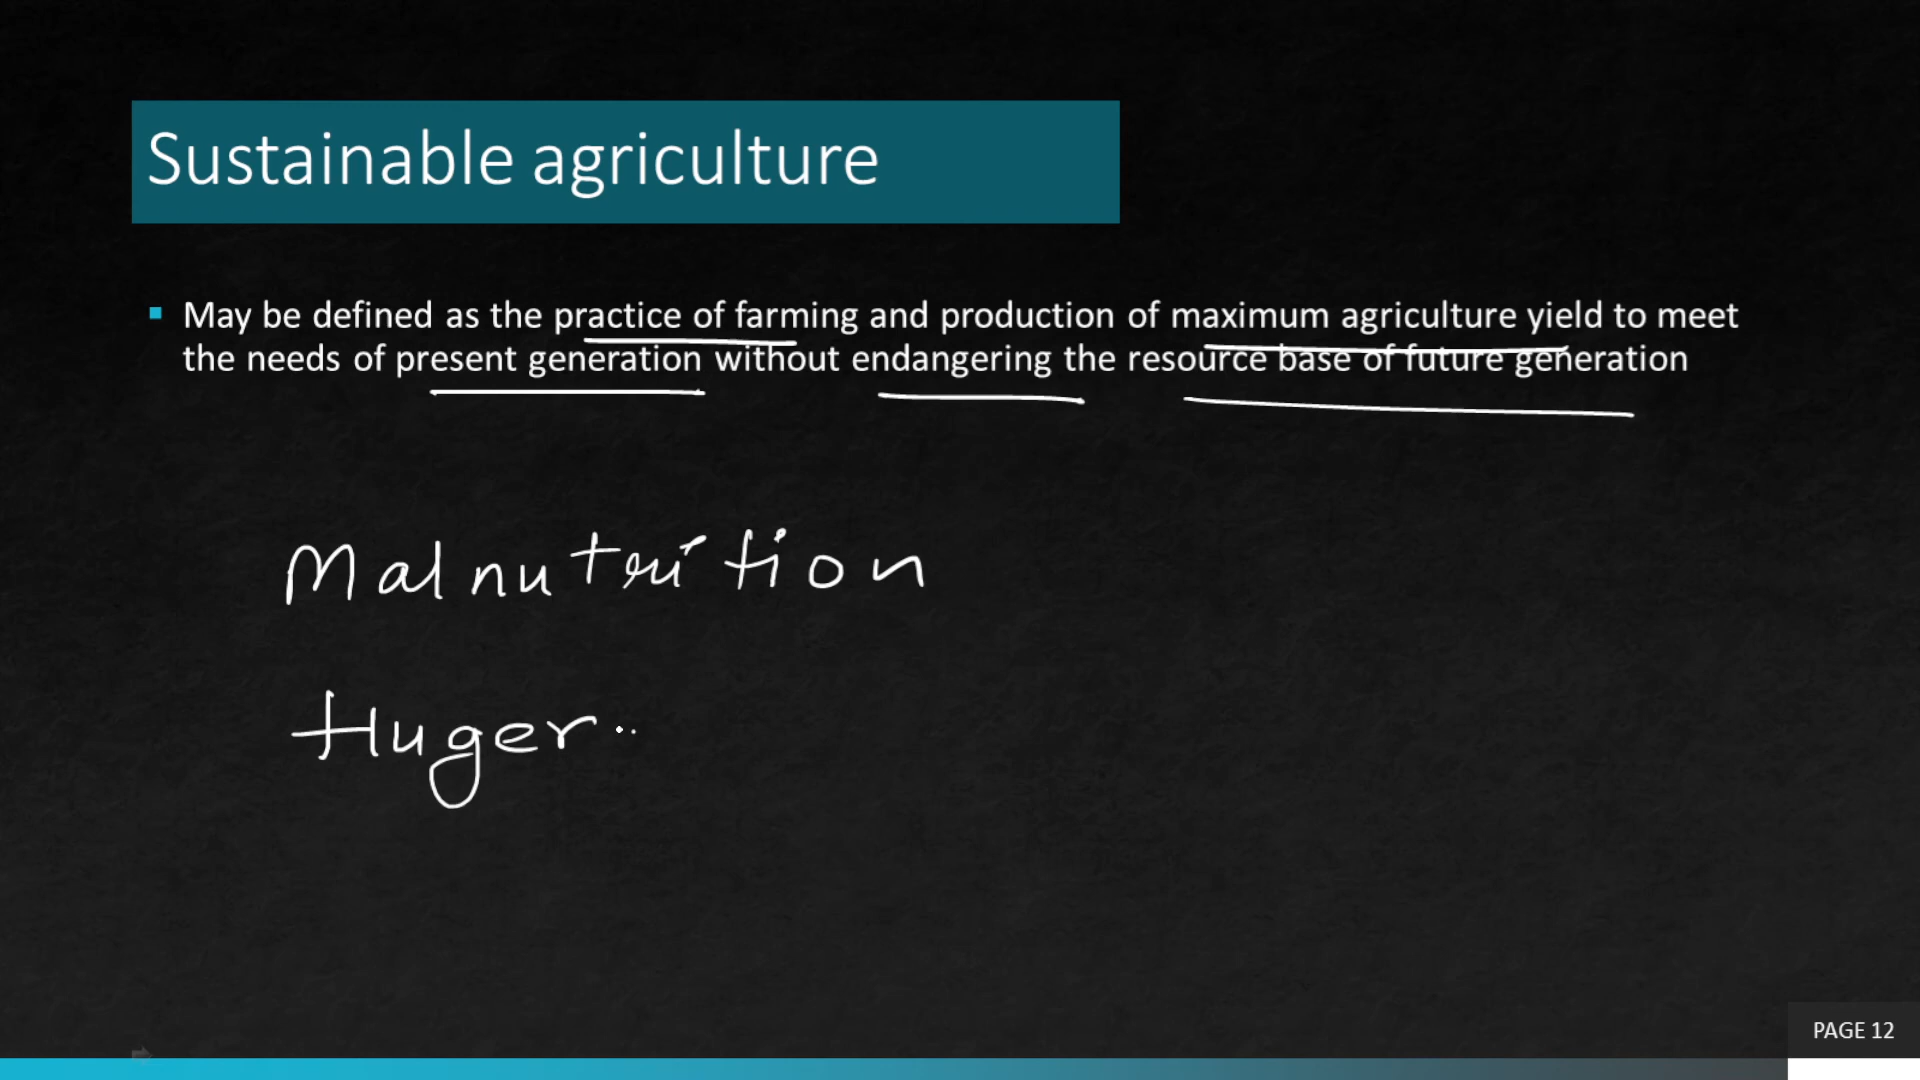 Sustainable agriculture
May be defined as the practice of farming and production of maximum agriculture yield to meet
the needs of present generation without endangering the resource base of future generation
Malnutrition
Huger..
PAGE 12